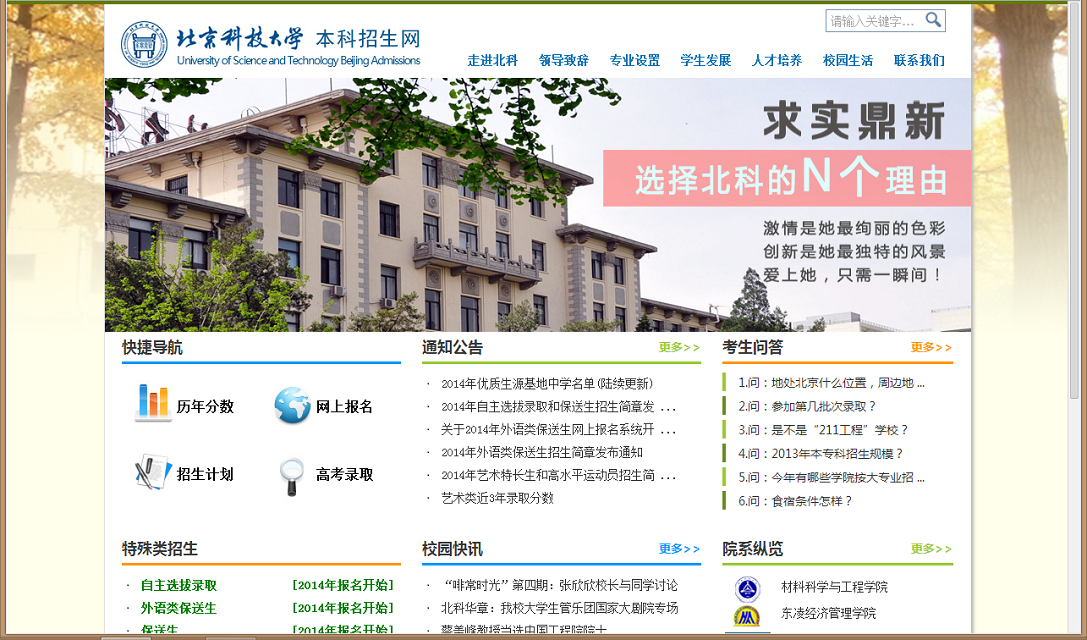 请输入关键字...
北京科技大学 本科招生网
University of Science and Technology Beijing Admissions
走进北科 领导致辞 专业设置 学生发展 人才培养 校园生活 联系我们
求实鼎新
选择北科的N个理由
激情是她最绚丽的色彩
创新是她最独特的风景
爱上她，只需一瞬间！
快捷导航
历年分数 网上报名
招生计划 高考录取
通知公告 更多>>
· 2014年优质生源基地中学名单(陆续更新)
· 2014年自主选拔录取和保送生招生简章发 ...
· 关于2014年外语类保送生网上报名系统开 ...
· 2014年外语类保送生招生简章发布通知
· 2014年艺术特长生和高水平运动员招生简 ...
· 艺术类近3年录取分数
考生问答 更多>>
1.问：地处北京什么位置，周边地 ...
2.问：参加第几批次录取？
3.问：是不是“211工程”学校？
4.问：2013年本专科招生规模？
5.问：今年有哪些学院按大专业招 ...
6.问：食宿条件怎样？
特殊类招生
· 自主选拔录取 [2014年报名开始]
· 外语类保送生 [2014年报名开始]
· 保送生 [2014年报名开始]
校园快讯 更多>>
· “啡常时光”第四期：张欣欣校长与同学讨论
· 北科华章：我校大学生管乐团国家大剧院专场
· 蔡美峰教授当选中国工程院院士
院系纵览 更多>>
材料科学与工程学院
东凌经济管理学院